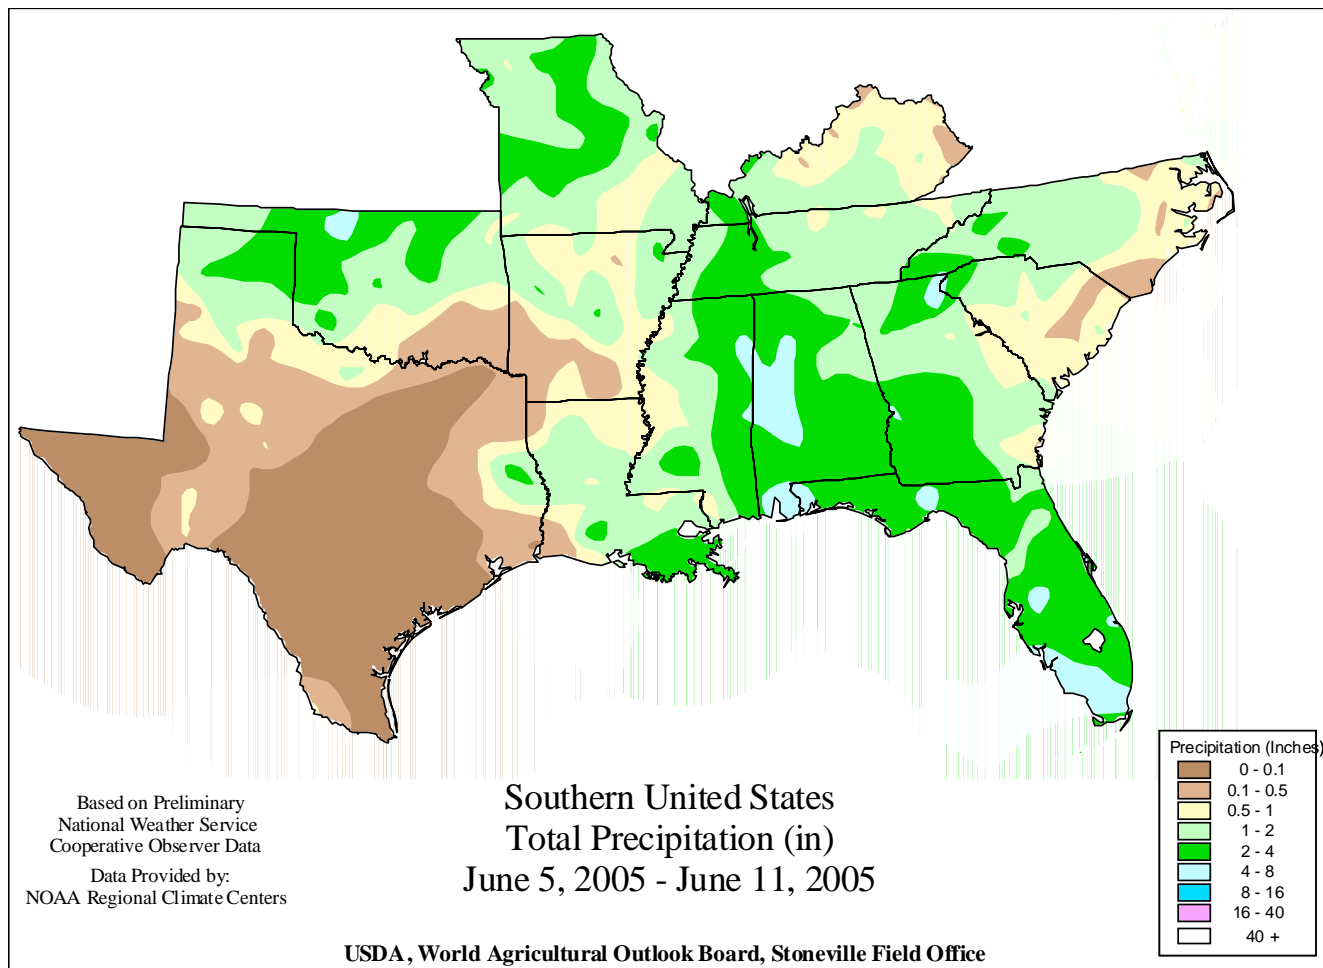 Precipitation (Inches)
0 - 0.1
0.1 - 0.5
0.5 - 1
1 - 2
2 - 4
4 - 8
8 - 16
16 - 40
40 +
Based on Preliminary
National Weather Service
Cooperative Observer Data
Data Provided by:
NOAA Regional Climate Centers
Southern United States
Total Precipitation (in)
June 5, 2005 - June 11, 2005
USDA, World Agricultural Outlook Board, Stoneville Field Office